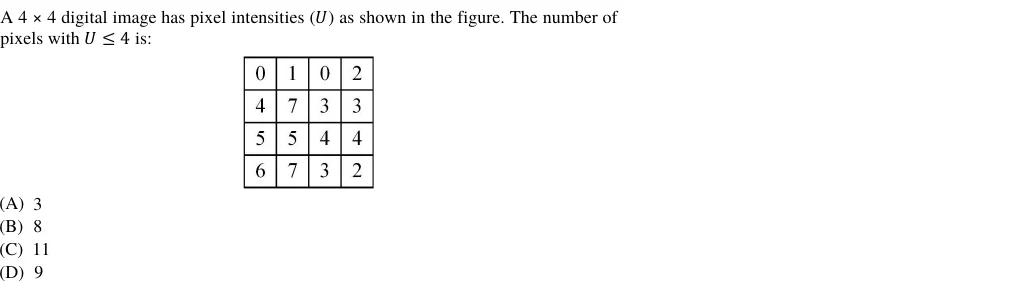 A 4 × 4 digital image has pixel intensities (U) as shown in the figure. The number of
pixels with U ≤ 4 is:
0 1 0 2
4 7 3 3
5 5 4 4
6 7 3 2
(A) 3
(B) 8
(C) 11
(D) 9